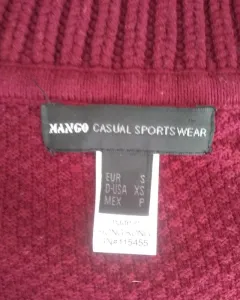 MANGO CASUAL SPORTSWEAR
EUR S
D-USA XS
MEX P